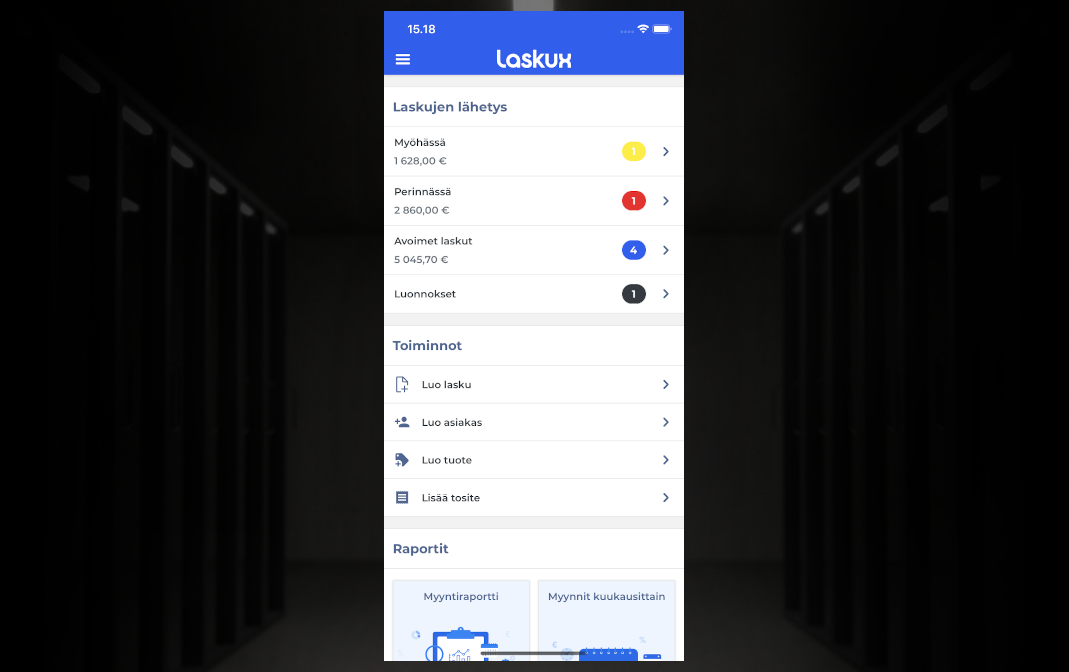 15.18
Laskux
Laskujen lähetys
Myöhässä
1 628,00 €
1
Perinnässä
2 860,00 €
1
Avoimet laskut
5 045,70 €
4
Luonnokset
1
Toiminnot
Luo lasku
Luo asiakas
Luo tuote
Lisää tosite
Raportit
Myyntiraportti
Myynnit kuukausittain